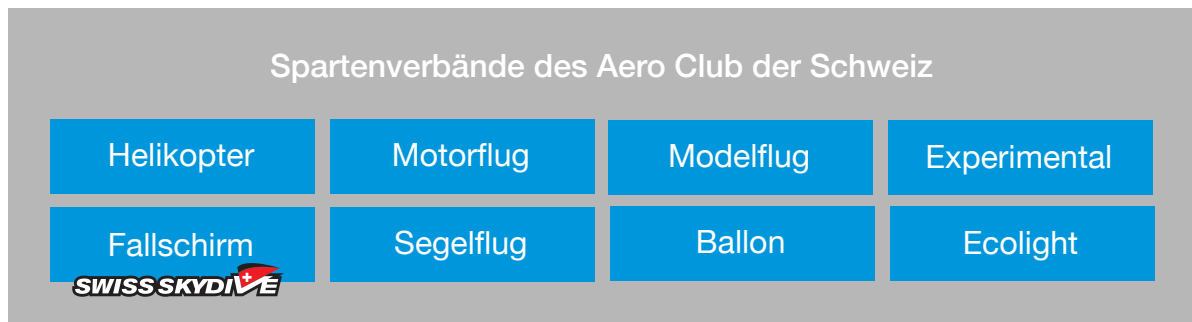 Spartenverbände des Aero Club der Schweiz
Helikopter
Motorflug
Modelflug
Experimental
Fallschirm
Segelflug
Ballon
Ecolight
SWISS SKYDIVE